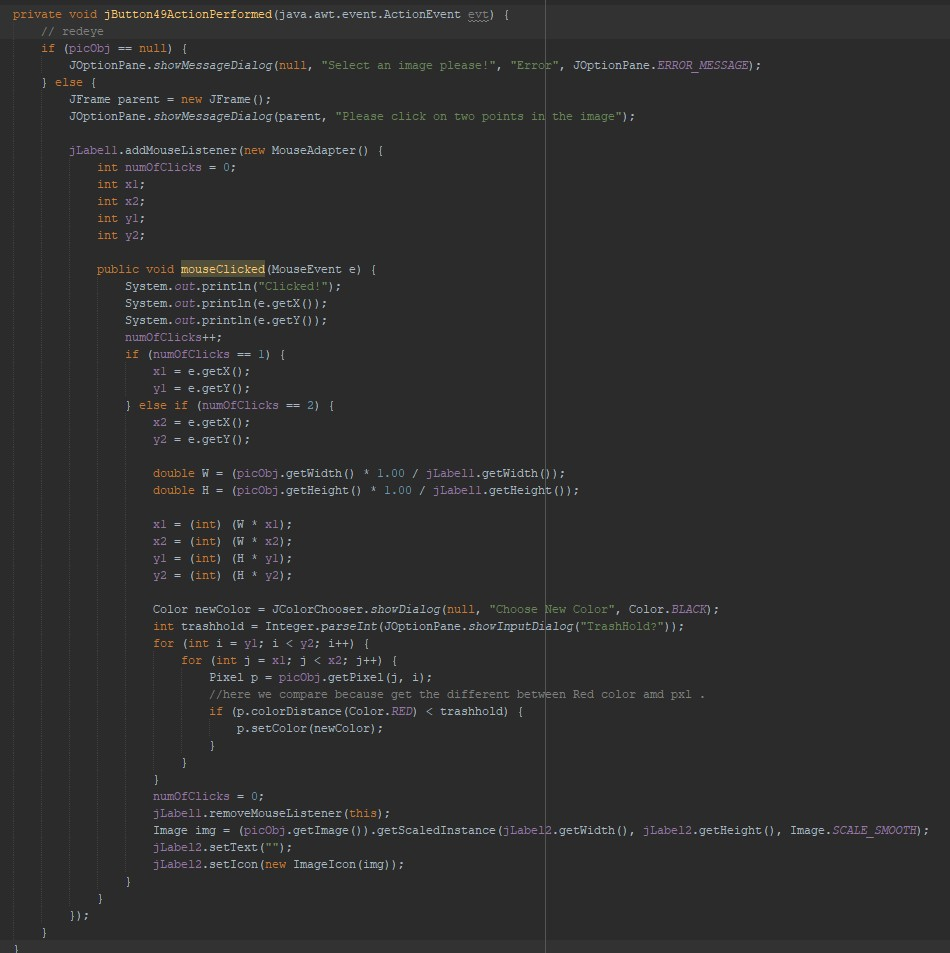 private void jButton49ActionPerformed(java.awt.event.ActionEvent evt) {
// redeye
if (picObj == null) {
JOptionPane.showMessageDialog(null, "Select an image please!", "Error", JOptionPane.ERROR_MESSAGE);
} else {
JFrame parent = new JFrame();
JOptionPane.showMessageDialog(parent, "Please click on two points in the image");
jLabel1.addMouseListener(new MouseAdapter() {
int numOfClicks = 0;
int x1;
int x2;
int y1;
int y2;
public void mouseClicked(MouseEvent e) {
System.out.println("Clicked!");
System.out.println(e.getX());
System.out.println(e.getY());
numOfClicks++;
if (numOfClicks == 1) {
x1 = e.getX();
y1 = e.getY();
} else if (numOfClicks == 2) {
x2 = e.getX();
y2 = e.getY();
double W = (picObj.getWidth() * 1.00 / jLabel1.getWidth());
double H = (picObj.getHeight() * 1.00 / jLabel1.getHeight());
x1 = (int) (W * x1);
x2 = (int) (W * x2);
y1 = (int) (H * y1);
y2 = (int) (H * y2);
Color newColor = JColorChooser.showDialog(null, "Choose New Color", Color.BLACK);
int trashhold = Integer.parseInt(JOptionPane.showInputDialog("TrashHold?"));
for (int i = y1; i < y2; i++) {
for (int j = x1; j < x2; j++) {
Pixel p = picObj.getPixel(j, i);
//here we compare because get the different between Red color amd pxl .
if (p.colorDistance(Color.RED) < trashhold) {
p.setColor(newColor);
}
}
}
numOfClicks = 0;
jLabel1.removeMouseListener(this);
Image img = (picObj.getImage()).getScaledInstance(jLabel2.getWidth(), jLabel2.getHeight(), Image.SCALE_SMOOTH);
jLabel2.setText("");
jLabel2.setIcon(new ImageIcon(img));
}
}
});
}
}